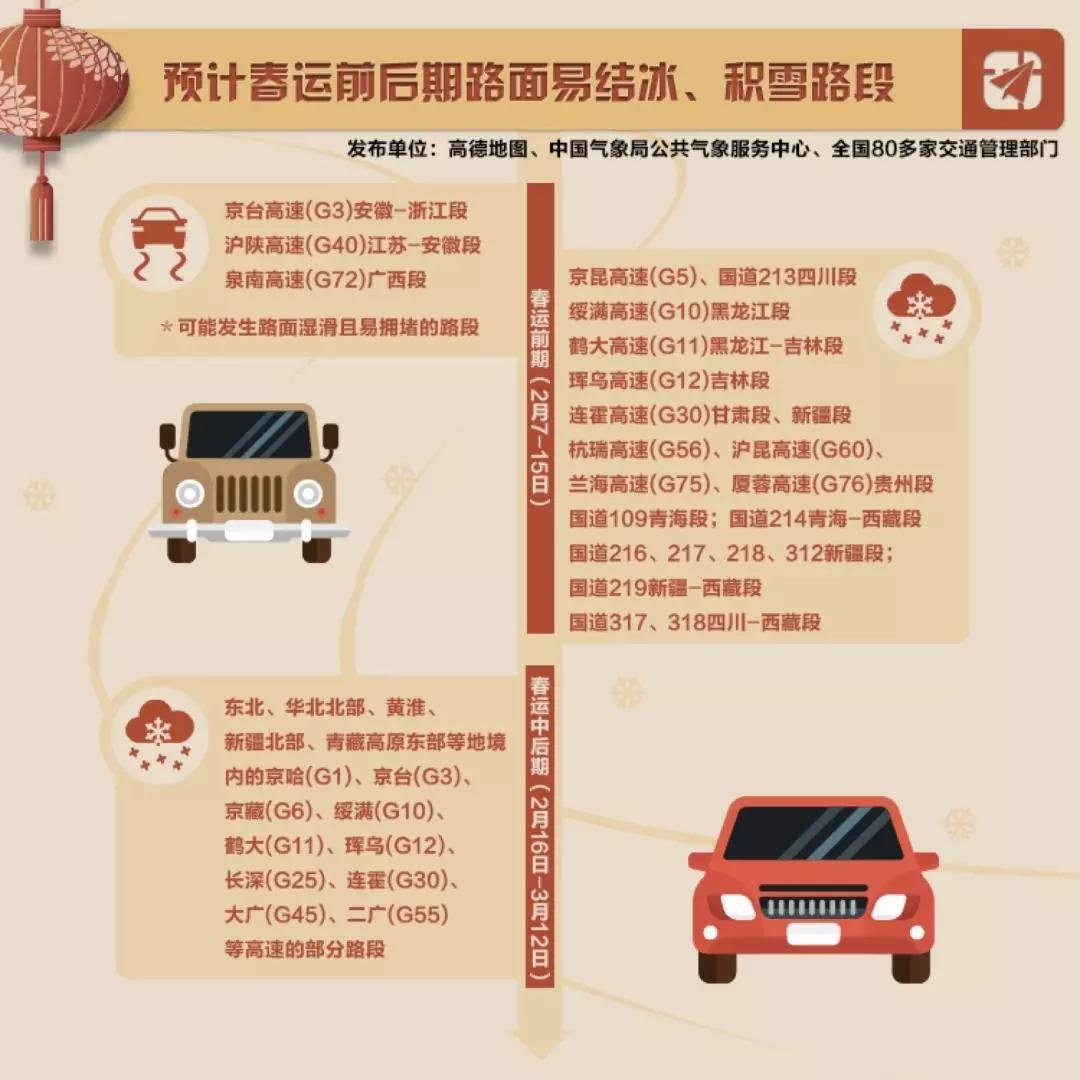 预计春运前后期路面易结冰、积雪路段
发布单位：高德地图、中国气象局公共气象服务中心、全国80多家交通管理部门
春运前期（2月7-15日）
京台高速(G3)安徽-浙江段
沪陕高速(G40)江苏-安徽段
泉南高速(G72)广西段
*可能发生路面湿滑且易拥堵的路段
京昆高速(G5)、国道213四川段
绥满高速(G10)黑龙江段
鹤大高速(G11)黑龙江-吉林段
珲乌高速(G12)吉林段
连霍高速(G30)甘肃段、新疆段
杭瑞高速(G56)、沪昆高速(G60)、
兰海高速(G75)、厦蓉高速(G76)贵州段
国道109青海段；国道214青海-西藏段
国道216、217、218、312新疆段；
国道219新疆-西藏段
国道317、318四川-西藏段
春运中后期（2月16日-3月12日）
东北、华北北部、黄淮、
新疆北部、青藏高原东部等地境
内的京哈(G1)、京台(G3)、
京藏(G6)、绥满(G10)、
鹤大(G11)、珲乌(G12)、
长深(G25)、连霍(G30)、
大广(G45)、二广(G55)
等高速的部分路段